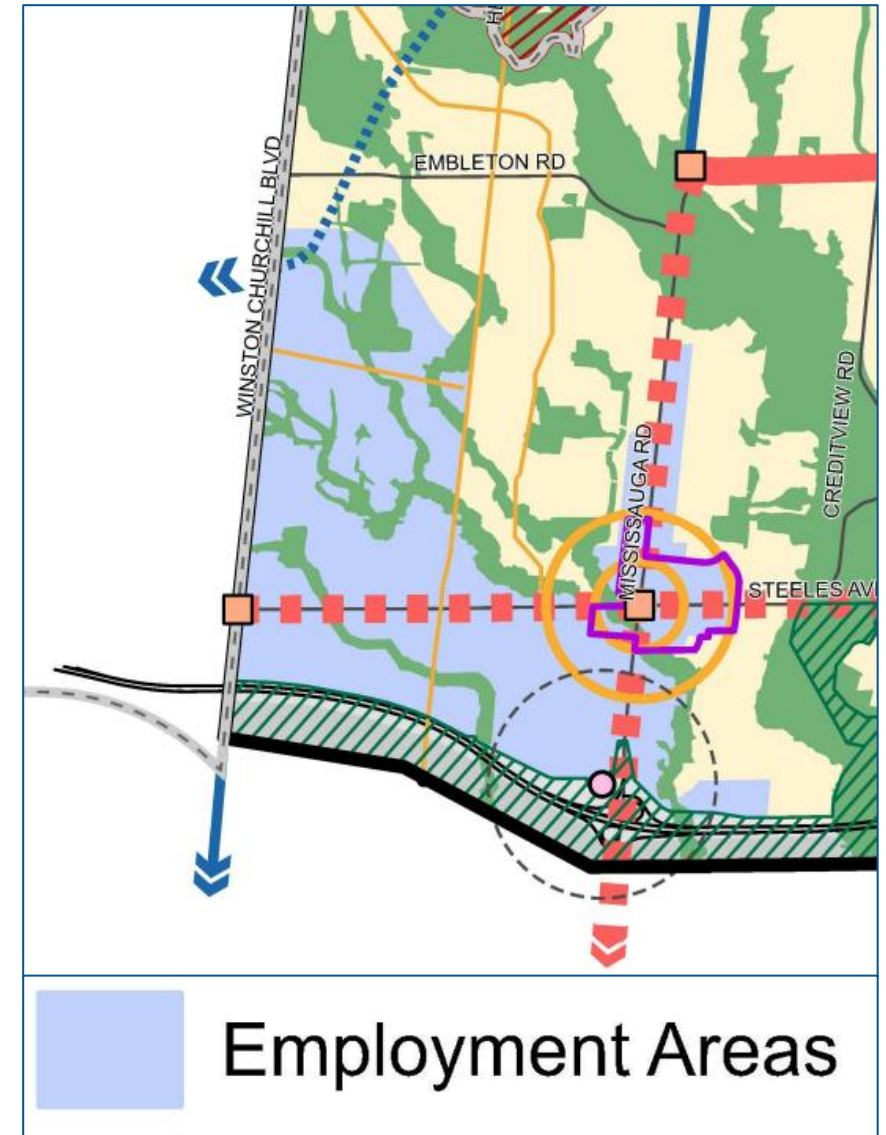 EMBLETON RD
WINSTON CHURCHILL BLVD
MISSISSAUGA RD
CREDITVIEW RD
STEELES AV
Employment Areas